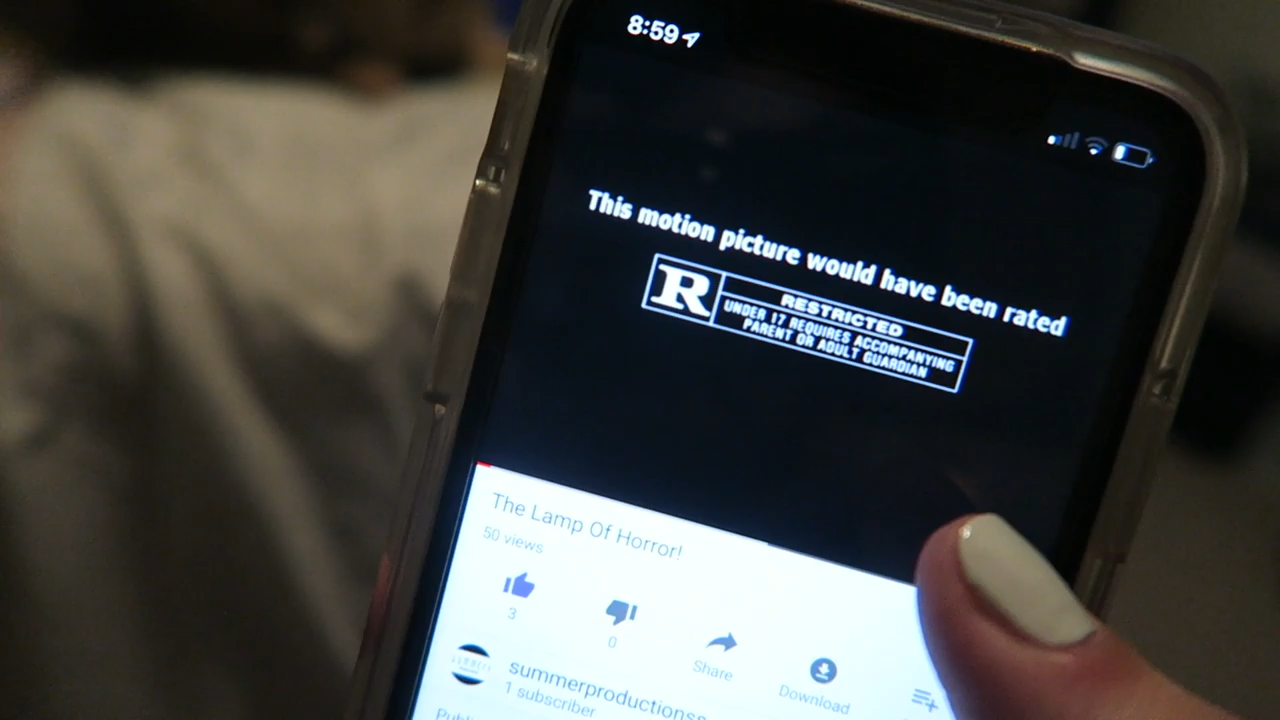 8:59
This motion picture would have been rated
R
RESTRICTED
UNDER 17 REQUIRES ACCOMPANYING
PARENT OR ADULT GUARDIAN
The Lamp Of Horror!
50 views
3
0
Share
Download
summerproductionss
1 subscriber